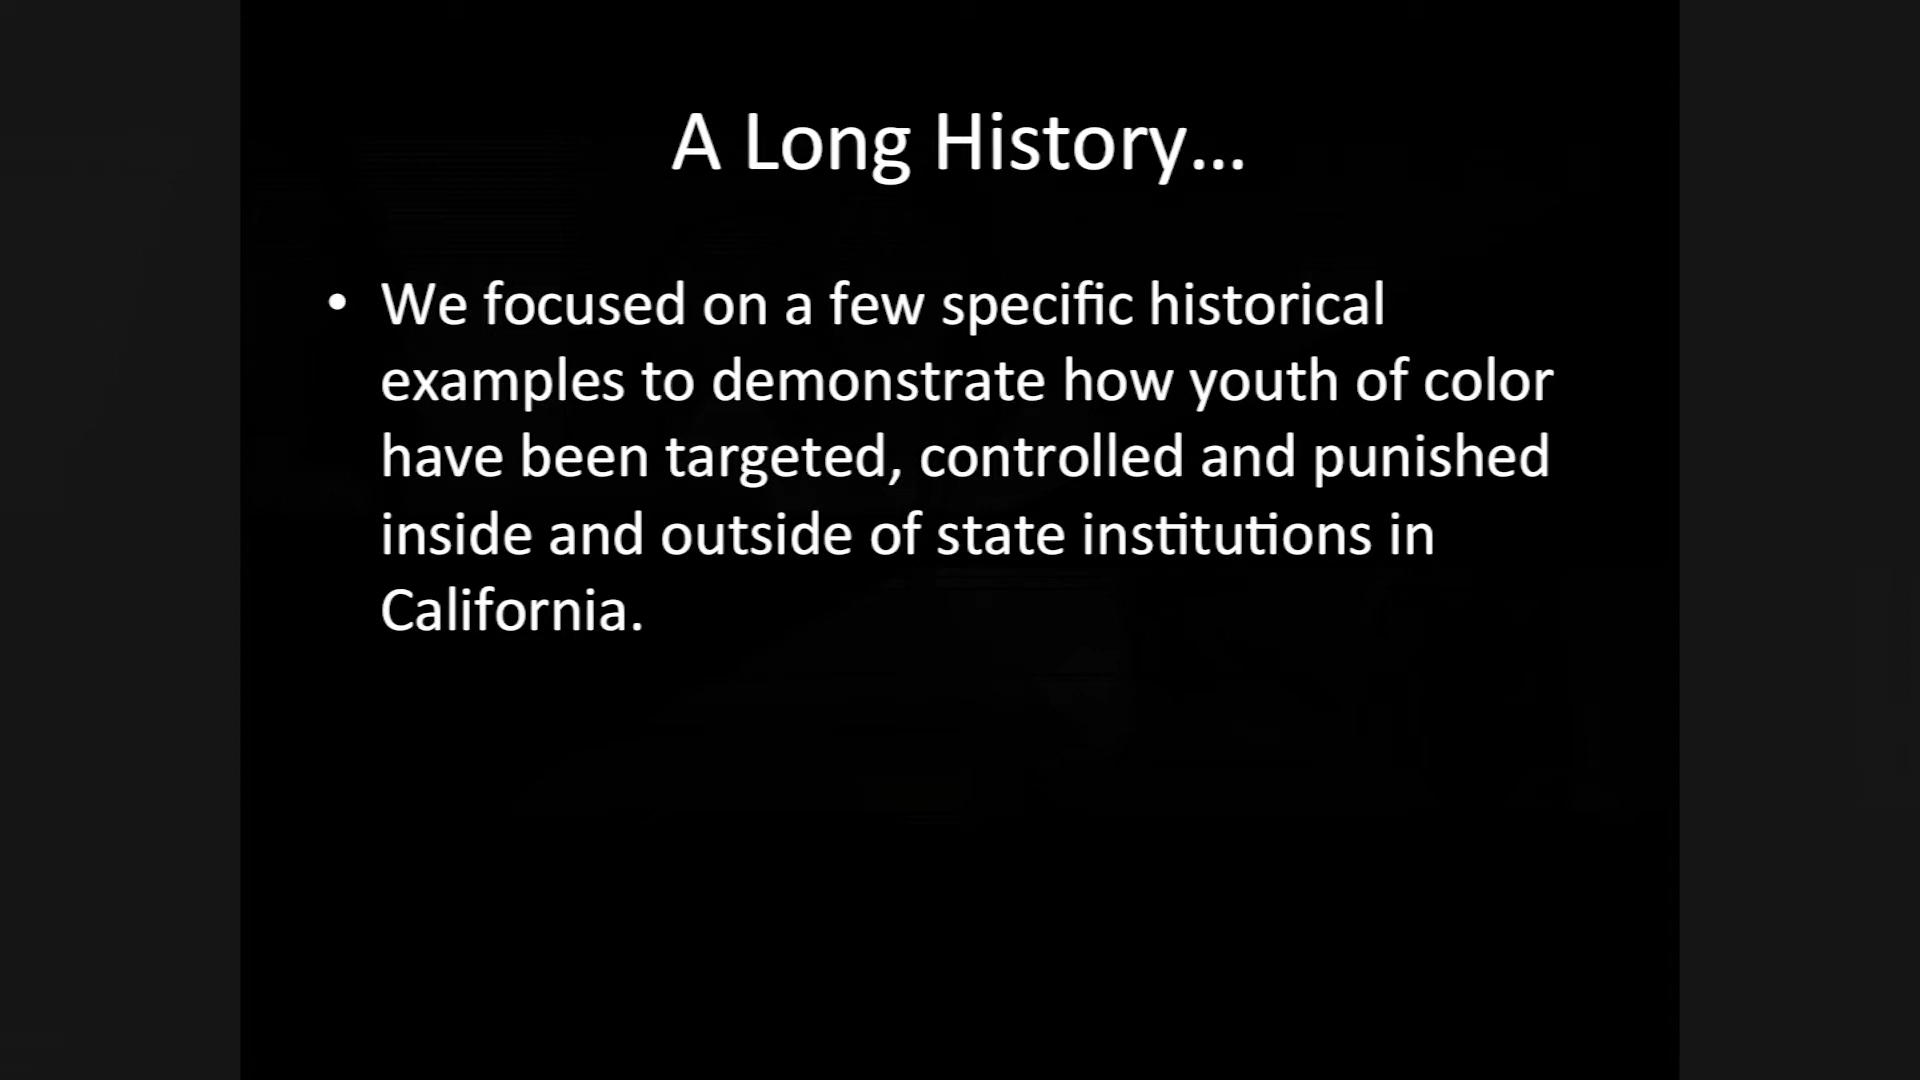 A Long History...
• We focused on a few specific historical
examples to demonstrate how youth of color
have been targeted, controlled and punished
inside and outside of state institutions in
California.